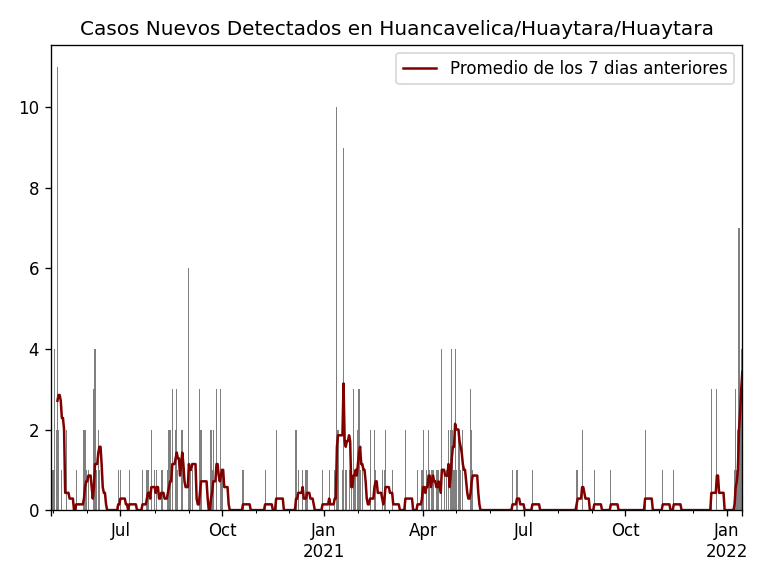 Casos Nuevos Detectados en Huancavelica/Huaytara/Huaytara
Promedio de los 7 dias anteriores
10
8
6
4
2
0
Jul Oct Jan Apr Jul Oct Jan
2021 2022